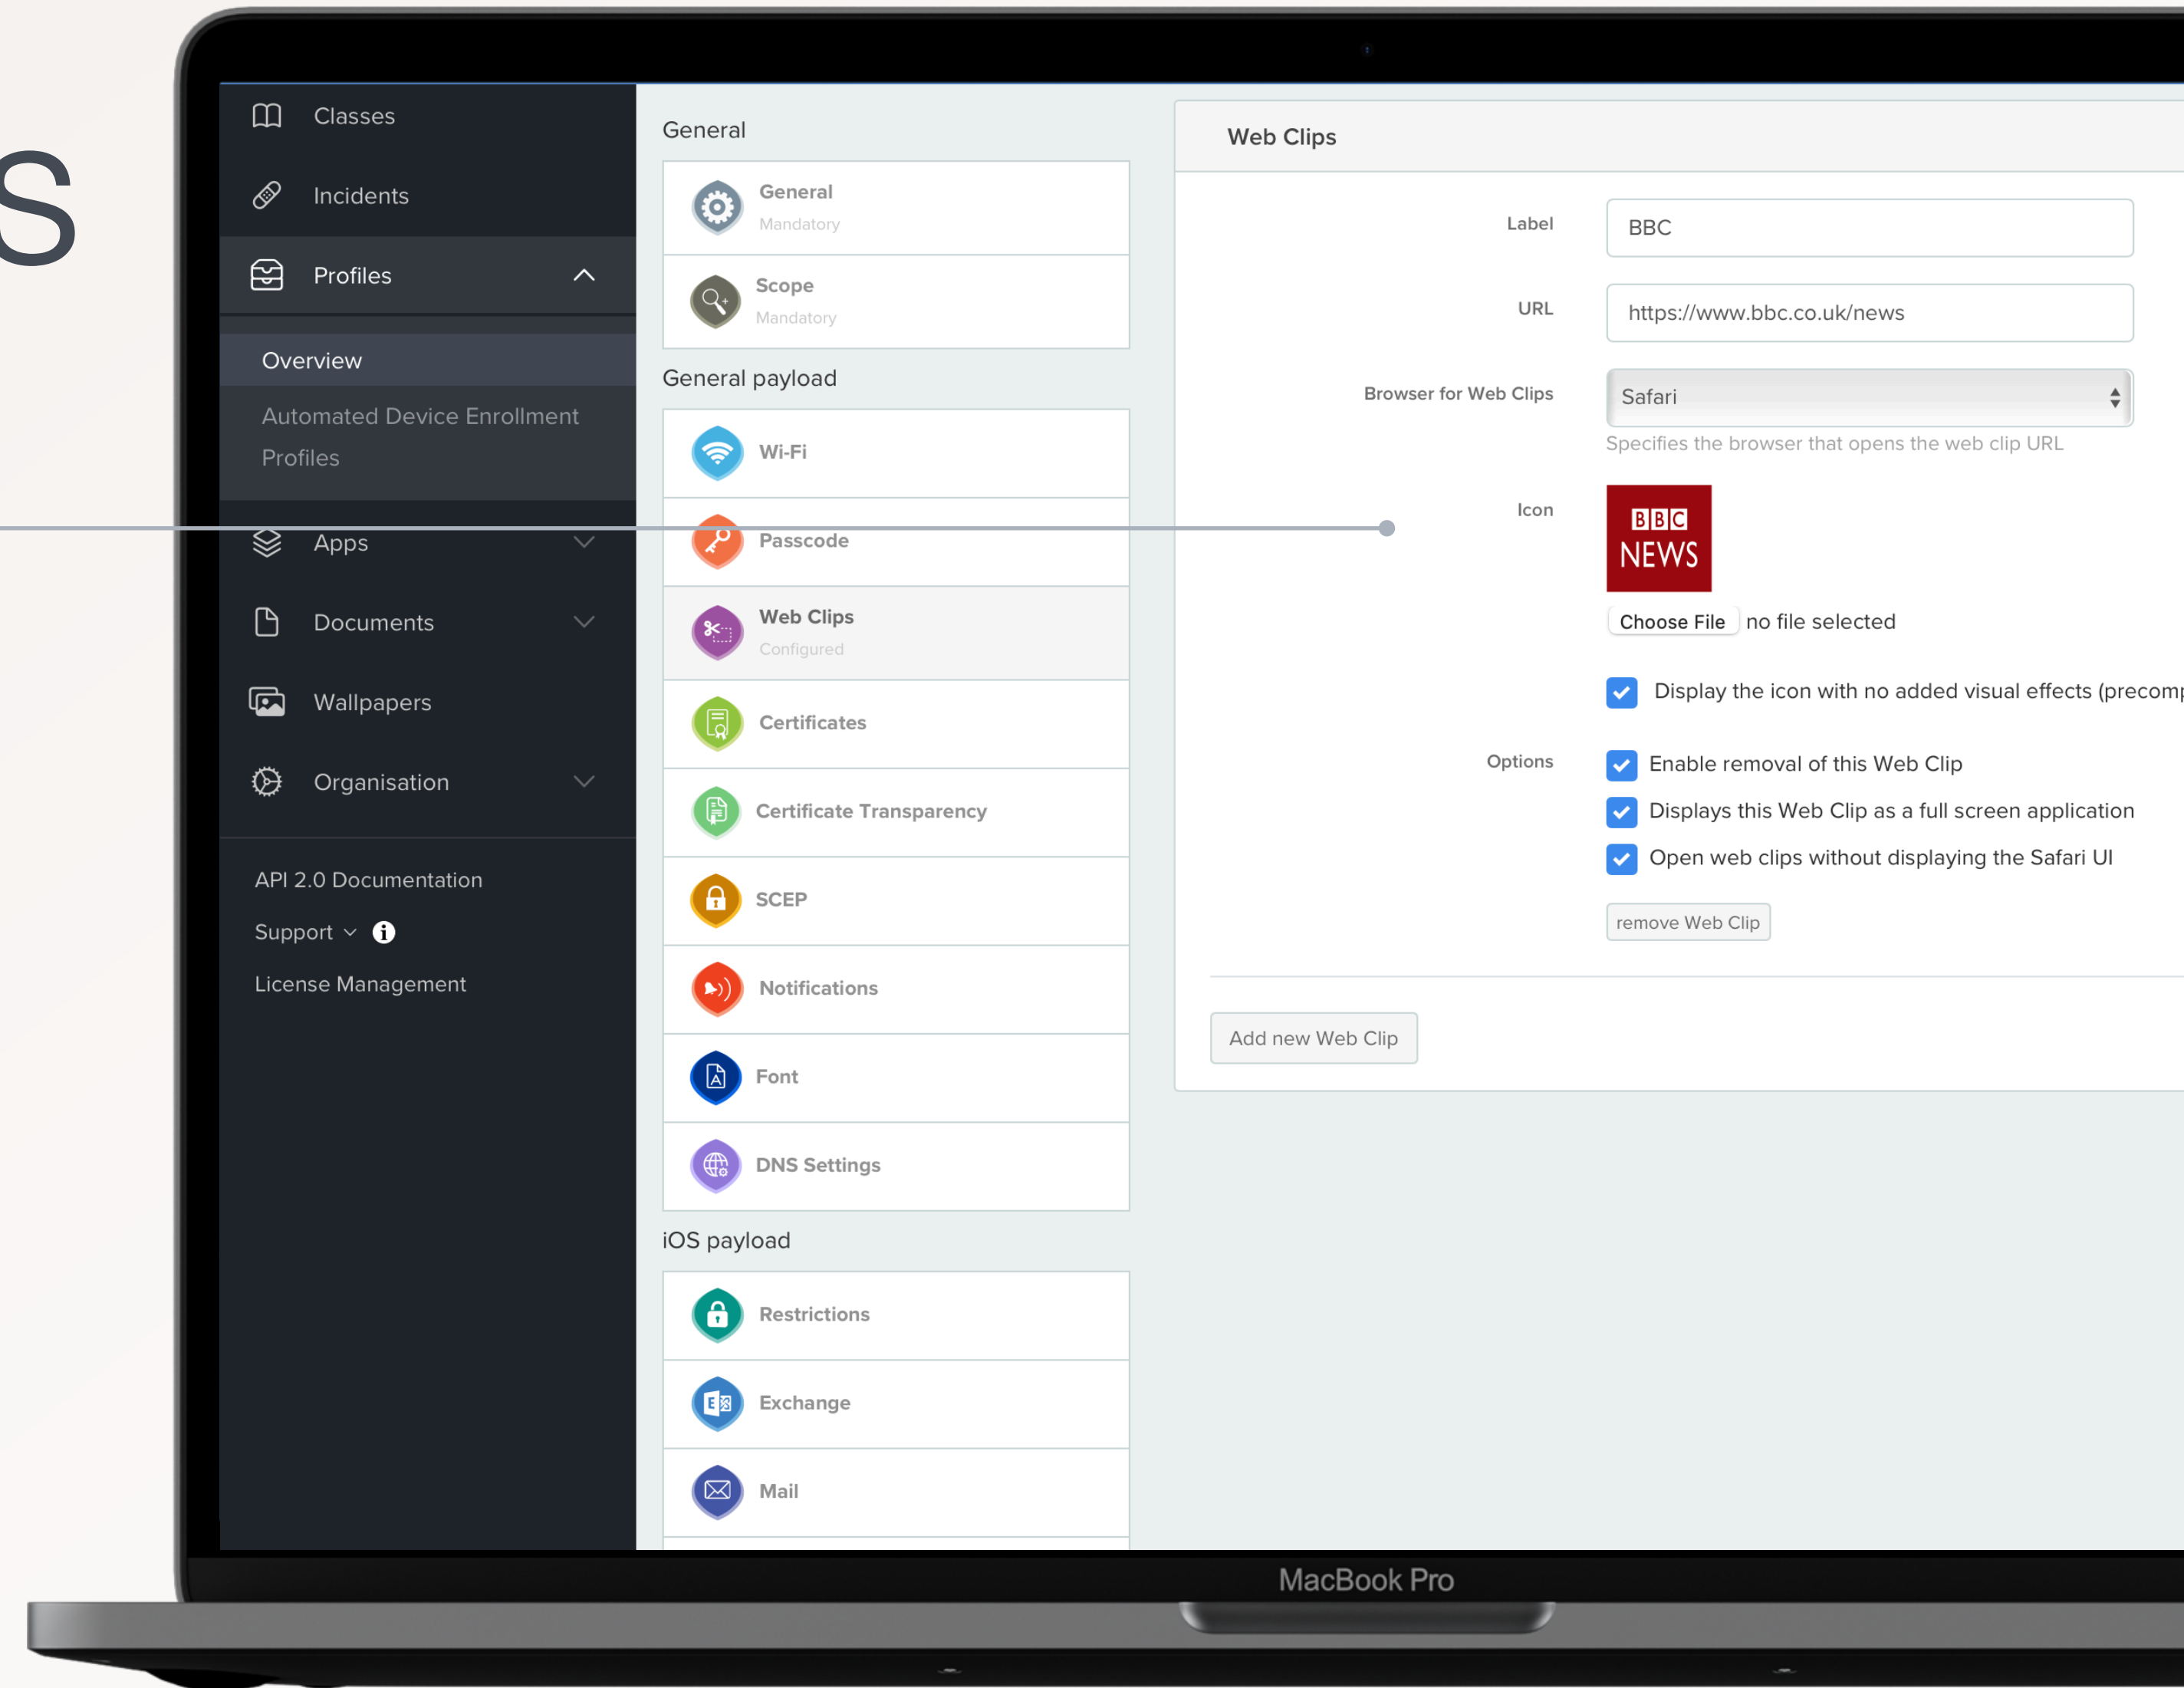 S
Classes
Incidents
Profiles
Overview
Automated Device Enrollment
Profiles
Apps
Documents
Wallpapers
Organisation
API 2.0 Documentation
Support
License Management
General
General
Mandatory
Scope
Mandatory
General payload
Wi-Fi
Passcode
Web Clips
Configured
Certificates
Certificate Transparency
SCEP
Notifications
Font
DNS Settings
iOS payload
Restrictions
Exchange
Mail
Web Clips
Label
BBC
URL
https://www.bbc.co.uk/news
Browser for Web Clips
Safari
Specifies the browser that opens the web clip URL
Icon
BBC
NEWS
Choose File no file selected
Display the icon with no added visual effects (precomp
Options
Enable removal of this Web Clip
Displays this Web Clip as a full screen application
Open web clips without displaying the Safari UI
remove Web Clip
Add new Web Clip
MacBook Pro